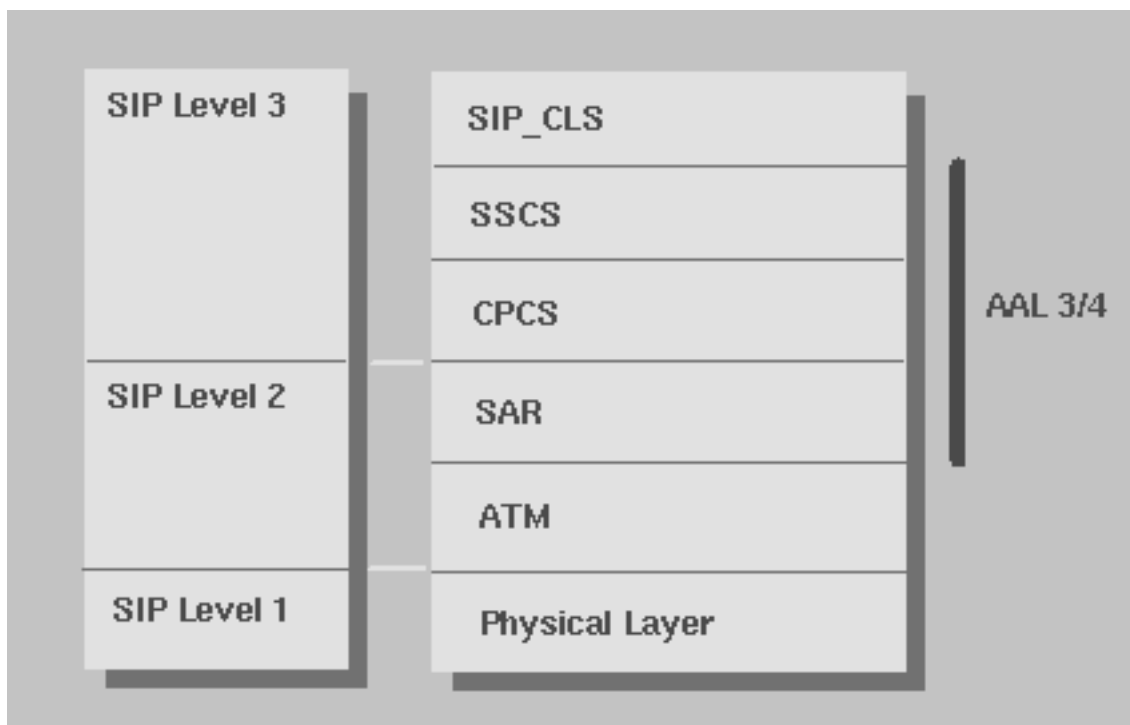 SIP Level 3
SIP Level 2
SIP Level 1
SIP_CLS
SSCS
CPCS
SAR
ATM
Physical Layer
AAL 3/4